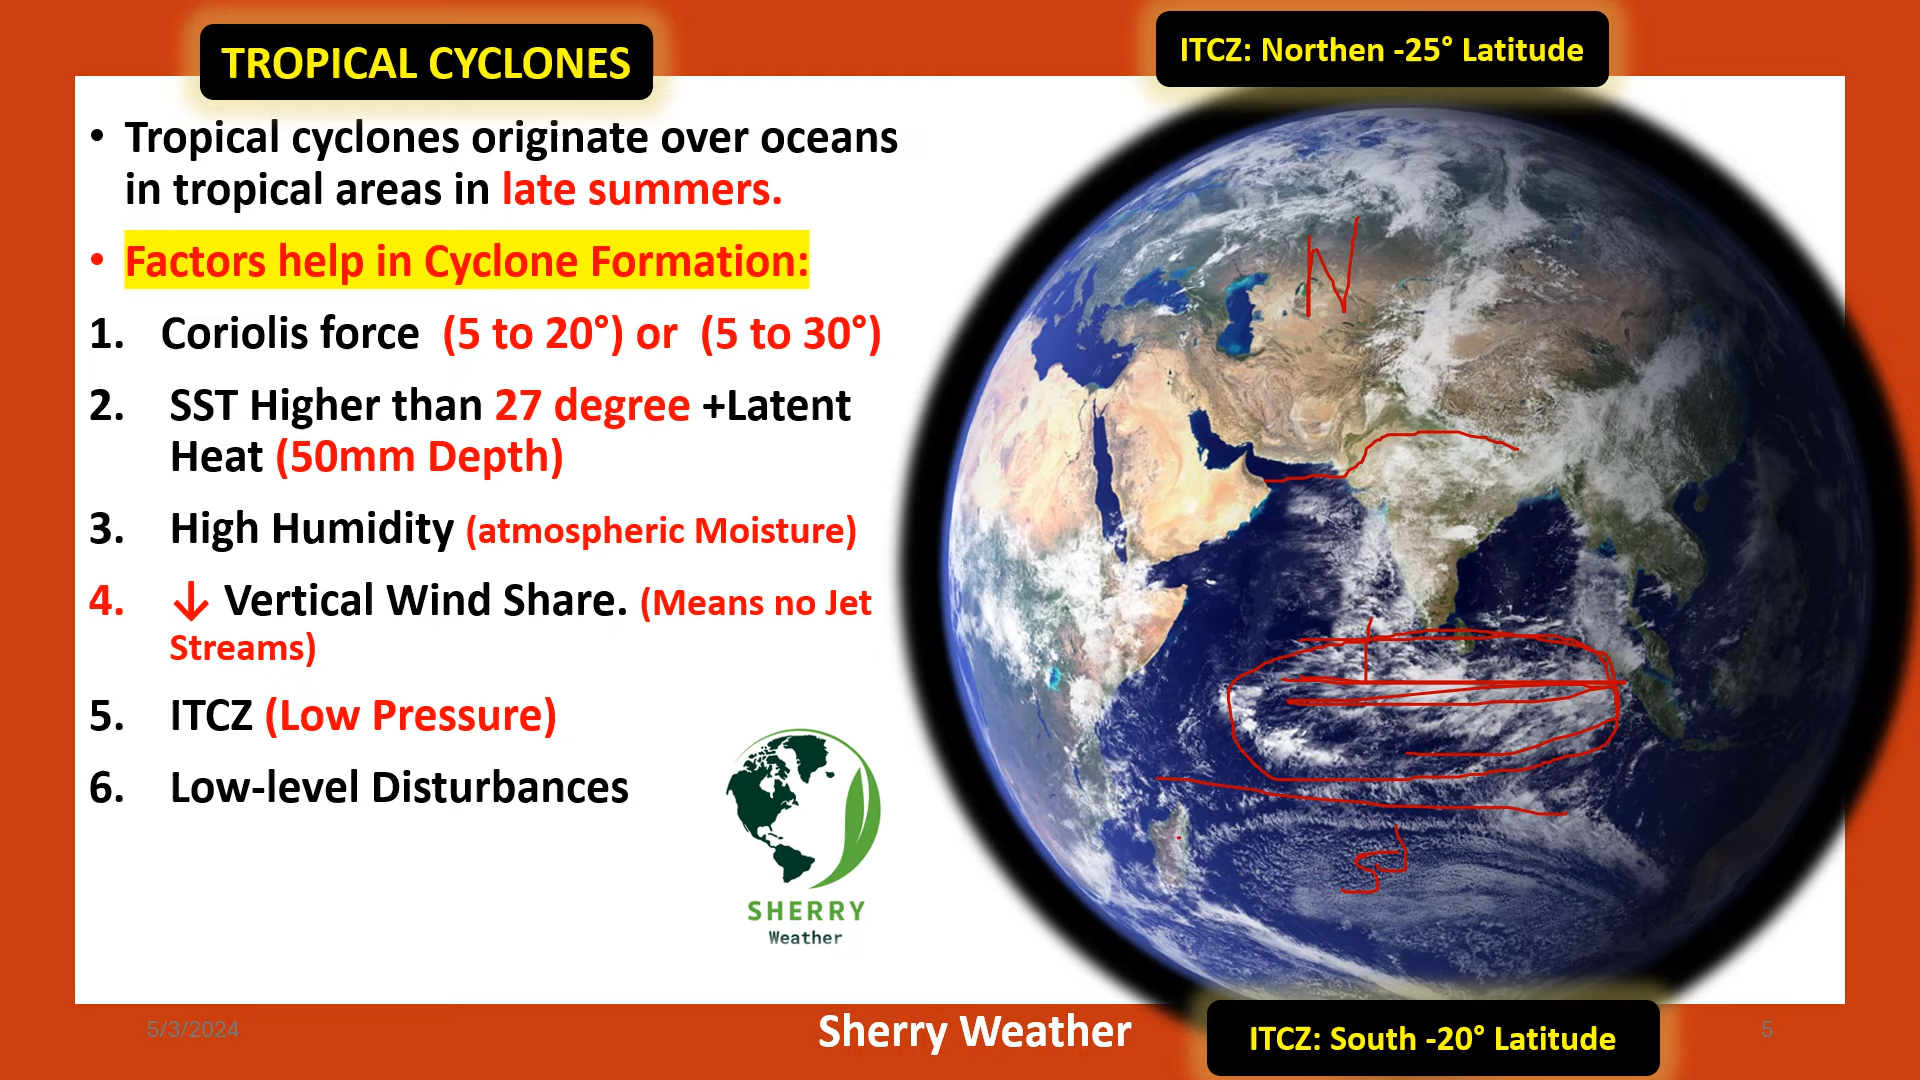 TROPICAL CYCLONES
ITCZ: Northen -25° Latitude
• Tropical cyclones originate over oceans
in tropical areas in late summers.
• Factors help in Cyclone Formation:
1. Coriolis force (5 to 20°) or (5 to 30°)
2. SST Higher than 27 degree +Latent
Heat (50mm Depth)
3. High Humidity (atmospheric Moisture)
4. ↓ Vertical Wind Share. (Means no Jet
Streams)
5. ITCZ (Low Pressure)
6. Low-level Disturbances
N
SHERRY
Weather
5/3/2024
Sherry Weather
ITCZ: South -20° Latitude
5